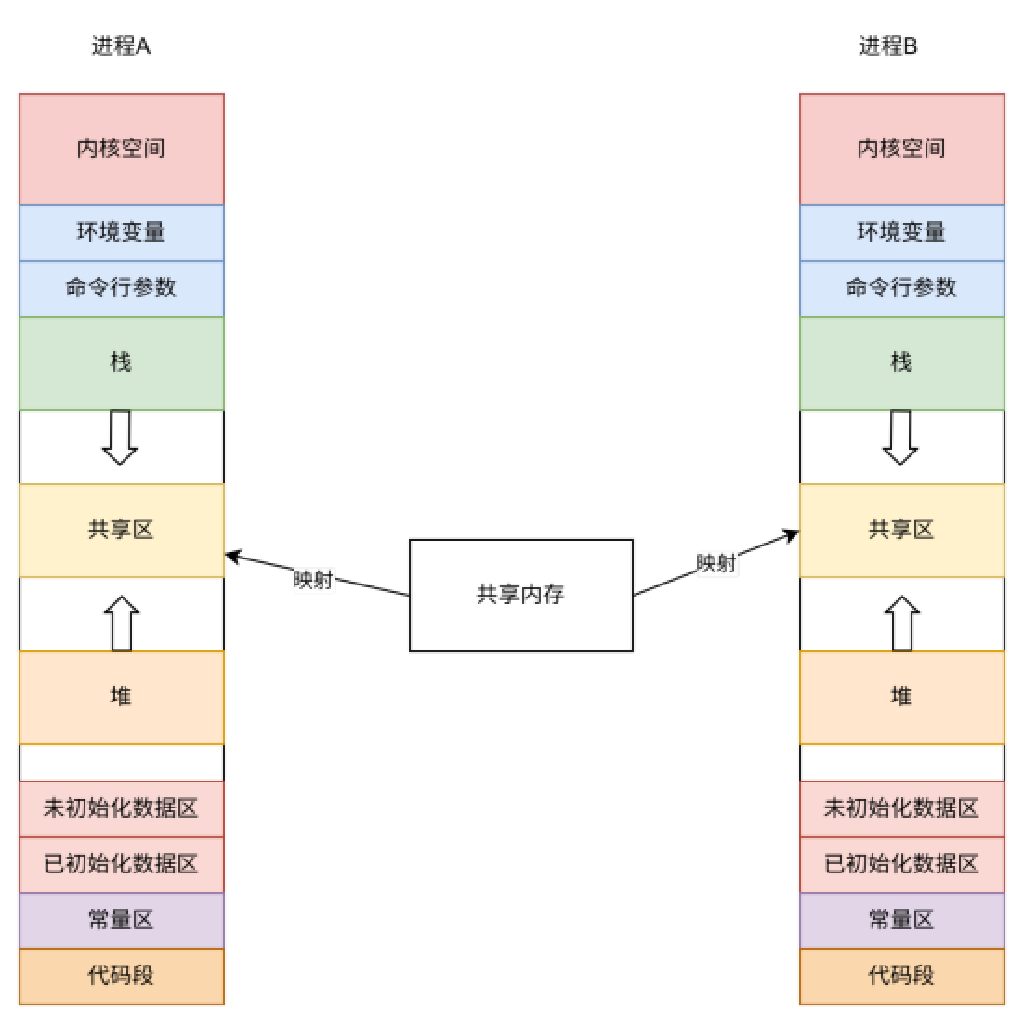 进程A
进程B
内核空间
内核空间
环境变量
环境变量
命令行参数
命令行参数
栈
栈
共享区
共享区
映射
映射
共享内存
堆
堆
未初始化数据区
未初始化数据区
已初始化数据区
已初始化数据区
常量区
常量区
代码段
代码段